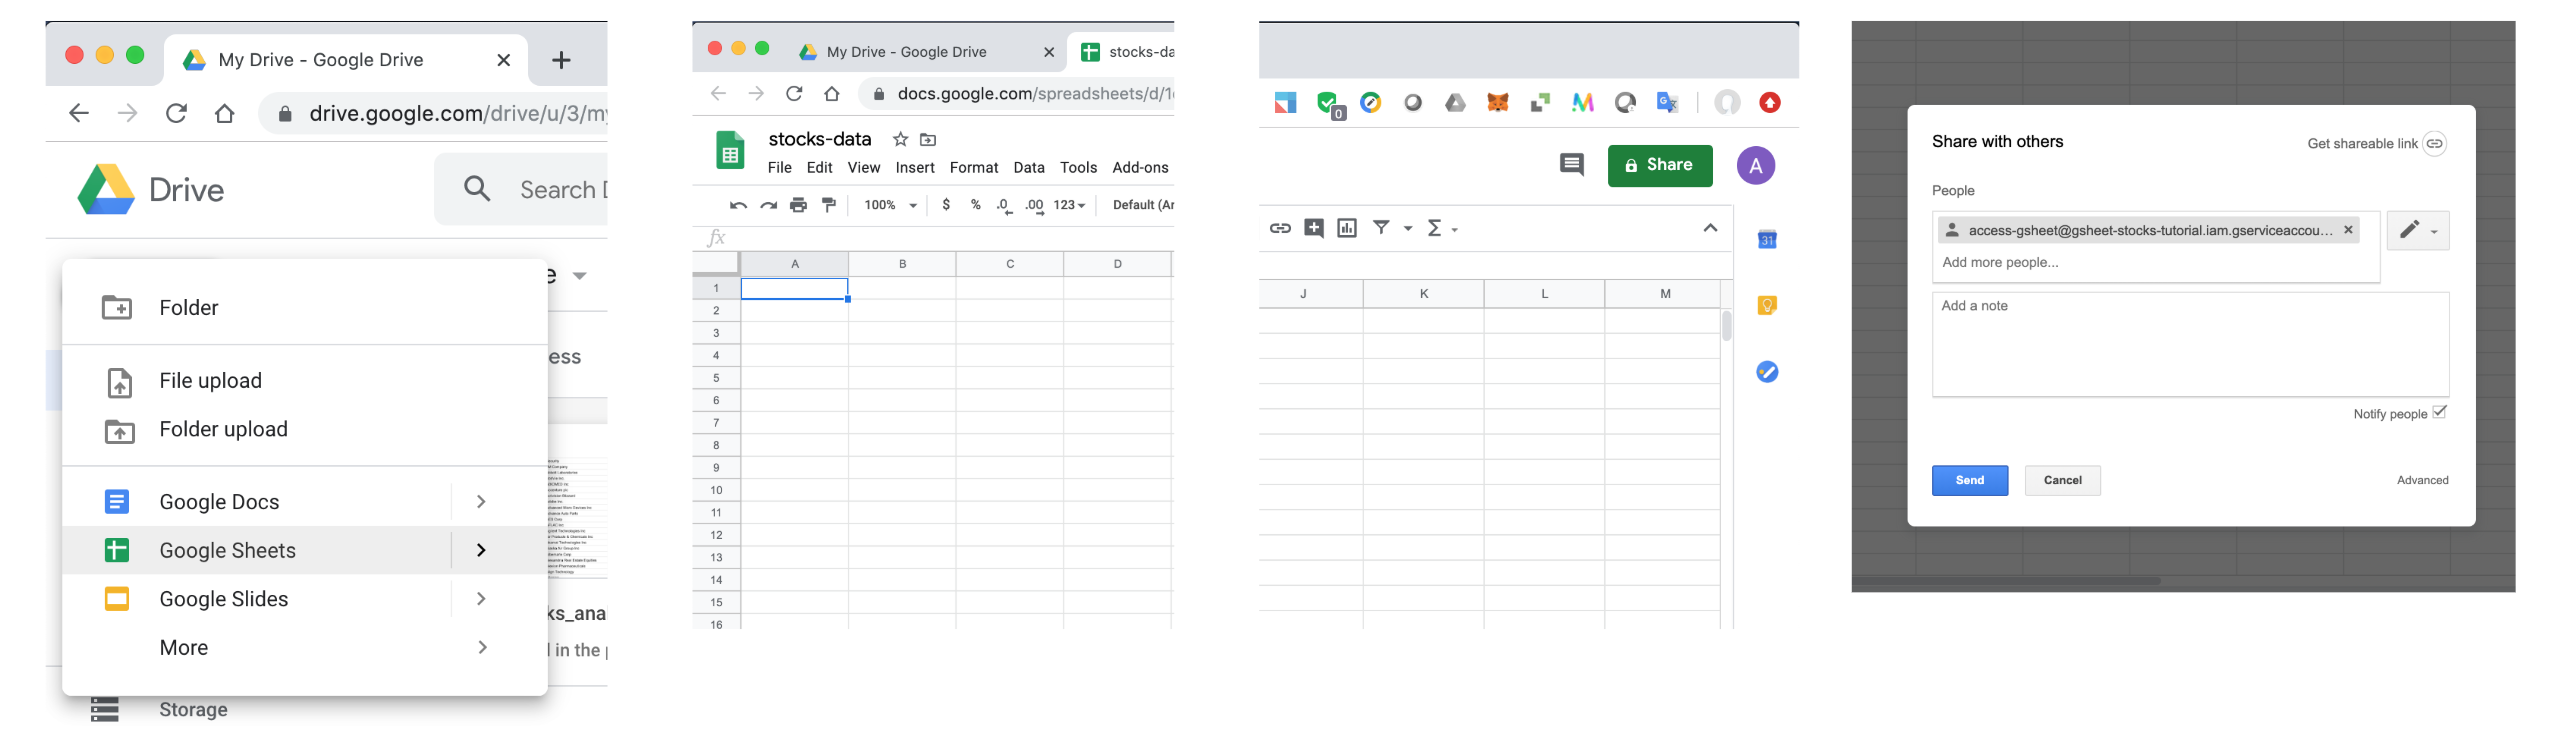 My Drive - Google Drive
drive.google.com/drive/u/3/my
Drive
Search D
e
Folder
ess
File upload
Folder upload
Google Docs
Google Sheets
Google Slides
ks_anal
More
l in the p
Storage
My Drive - Google Drive
stocks-da
docs.google.com/spreadsheets/d/1
stocks-data
File Edit View Insert Format Data Tools Add-ons
100% $ % .0 .00 123 Default (Ar
fx
A B C D
1
2
3
4
5
6
7
8
9
10
11
12
13
14
15
16
0
Share
A
31
J K L M
Share with others
Get shareable link
People
access-gsheet@gsheet-stocks-tutorial.iam.gserviceaccou...
Add more people...
Add a note
Notify people
Send Cancel
Advanced